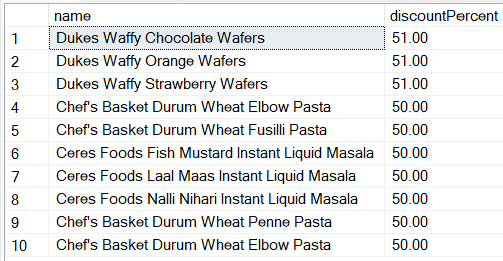 name discountPercent
1 Dukes Waffy Chocolate Wafers 51.00
2 Dukes Waffy Orange Wafers 51.00
3 Dukes Waffy Strawberry Wafers 51.00
4 Chef's Basket Durum Wheat Elbow Pasta 50.00
5 Chef's Basket Durum Wheat Fusilli Pasta 50.00
6 Ceres Foods Fish Mustard Instant Liquid Masala 50.00
7 Ceres Foods Laal Maas Instant Liquid Masala 50.00
8 Ceres Foods Nalli Nihari Instant Liquid Masala 50.00
9 Chef's Basket Durum Wheat Penne Pasta 50.00
10 Chef's Basket Durum Wheat Elbow Pasta 50.00